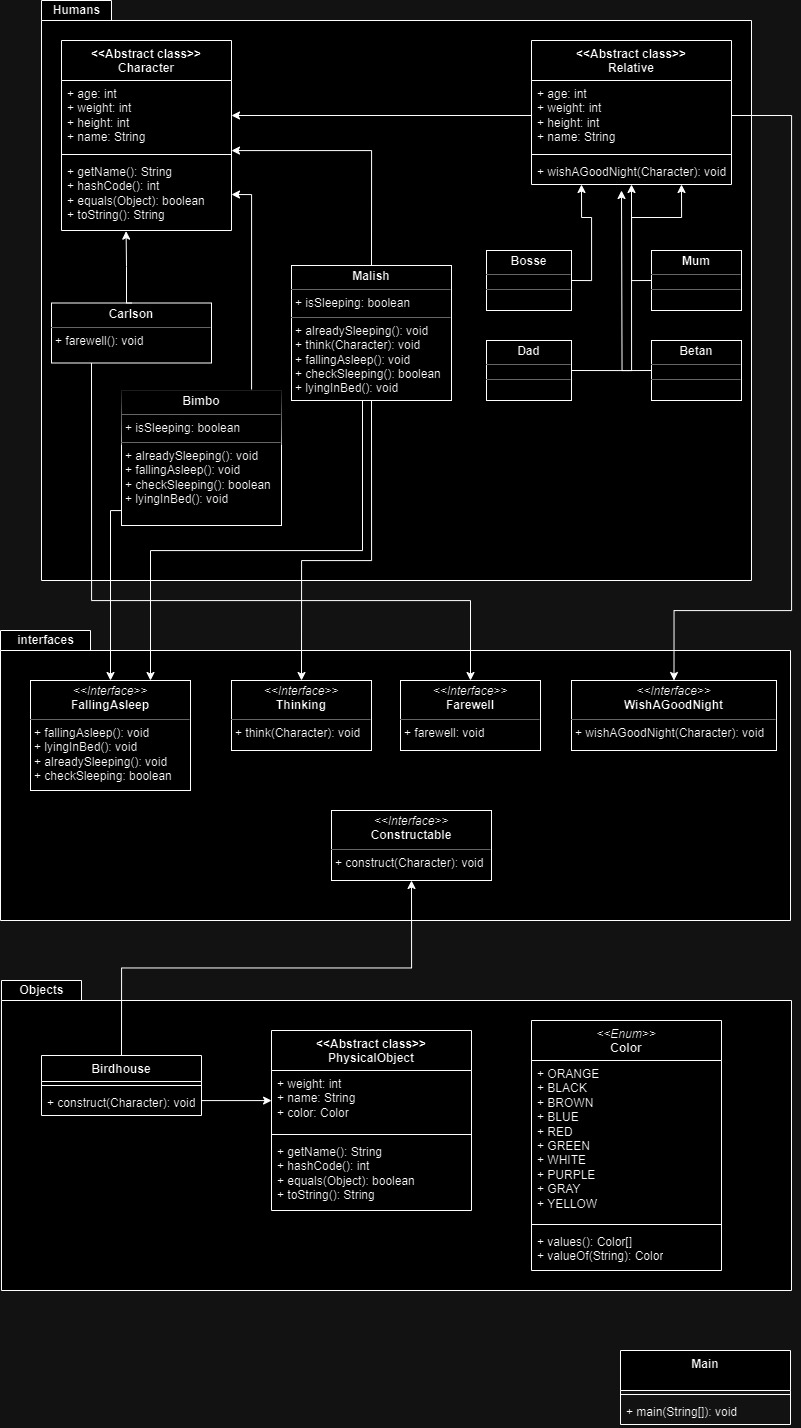 Humans
<<Abstract class>>
Character
+ age: int
+ weight: int
+ height: int
+ name: String
+ getName(): String
+ hashCode(): int
+ equals(Object): boolean
+ toString(): String
<<Abstract class>>
Relative
+ age: int
+ weight: int
+ height: int
+ name: String
+ wishAGoodNight(Character): void
Bosse
Mum
Malish
+ isSleeping: boolean
+ alreadySleeping(): void
+ think(Character): void
+ fallingAsleep(): void
+ checkSleeping(): boolean
+ lyingInBed(): void
Carlson
+ farewell(): void
Dad
Betan
Bimbo
+ isSleeping: boolean
+ alreadySleeping(): void
+ fallingAsleep(): void
+ checkSleeping(): boolean
+ lyingInBed(): void
interfaces
<<Interface>>
FallingAsleep
+ fallingAsleep(): void
+ lyingInBed(): void
+ alreadySleeping(): void
+ checkSleeping: boolean
<<Interface>>
Thinking
+ think(Character): void
<<Interface>>
Farewell
+ farewell: void
<<Interface>>
WishAGoodNight
+ wishAGoodNight(Character): void
<<Interface>>
Constructable
+ construct(Character): void
Objects
Birdhouse
+ construct(Character): void
<<Abstract class>>
PhysicalObject
+ weight: int
+ name: String
+ color: Color
+ getName(): String
+ hashCode(): int
+ equals(Object): boolean
+ toString(): String
<<Enum>>
Color
+ ORANGE
+ BLACK
+ BROWN
+ BLUE
+ RED
+ GREEN
+ WHITE
+ PURPLE
+ GRAY
+ YELLOW
+ values(): Color[]
+ valueOf(String): Color
Main
+ main(String[]): void